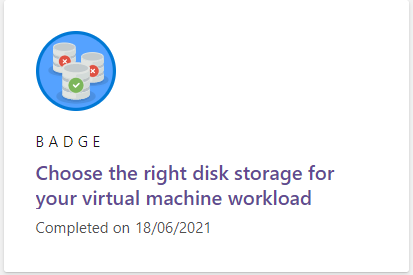 BADGE
Choose the right disk storage for
your virtual machine workload
Completed on 18/06/2021